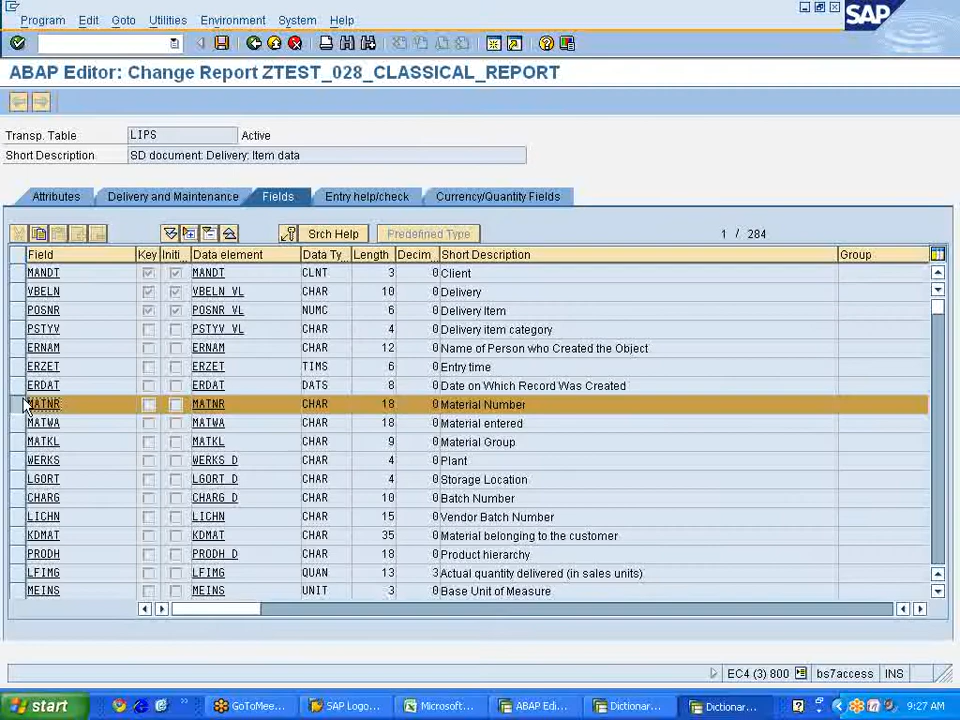 Program Edit Goto Utilities Environment System Help
SAP
ABAP Editor: Change Report ZTEST_028_CLASSICAL_REPORT
Transp. Table LIPS Active
Short Description SD document: Delivery: Item data
Attributes Delivery and Maintenance Fields Entry help/check Currency/Quantity Fields
Srch Help Predefined Type 1 / 284
Field Key Initi... Data element Data Ty... Length Decim... Short Description Group
MANDT MANDT CLNT 3 0 Client
VBELN VBELN_VL CHAR 10 0 Delivery
POSNR POSNR_VL NUMC 6 0 Delivery Item
PSTYV PSTYV_VL CHAR 4 0 Delivery item category
ERNAM ERNAM CHAR 12 0 Name of Person who Created the Object
ERZET ERZET TIMS 6 0 Entry time
ERDAT ERDAT DATS 8 0 Date on Which Record Was Created
MATNR MATNR CHAR 18 0 Material Number
MATWA MATWA CHAR 18 0 Material entered
MATKL MATKL CHAR 9 0 Material Group
WERKS WERKS_D CHAR 4 0 Plant
LGORT LGORT_D CHAR 4 0 Storage Location
CHARG CHARG_D CHAR 10 0 Batch Number
LICHN LICHN CHAR 15 0 Vendor Batch Number
KDMAT KDMAT CHAR 35 0 Material belonging to the customer
PRODH PRODH_D CHAR 18 0 Product hierarchy
LFIMG LFIMG QUAN 13 3 Actual quantity delivered (in sales units)
MEINS MEINS UNIT 3 0 Base Unit of Measure
EC4 (3) 800 bs7access INS
start GoToMee... SAP Logo... Microsoft... ABAP Edi... Dictionar... Dictionar... 9:27 AM